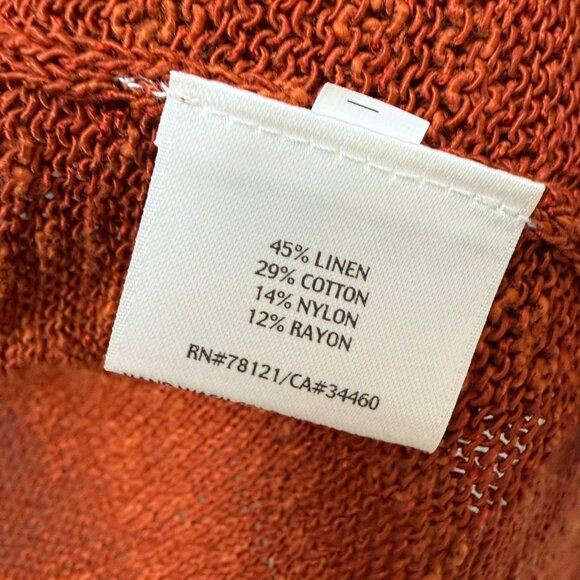 45% LINEN
29% COTTON
14% NYLON
12% RAYON
RN#78121/CA#34460